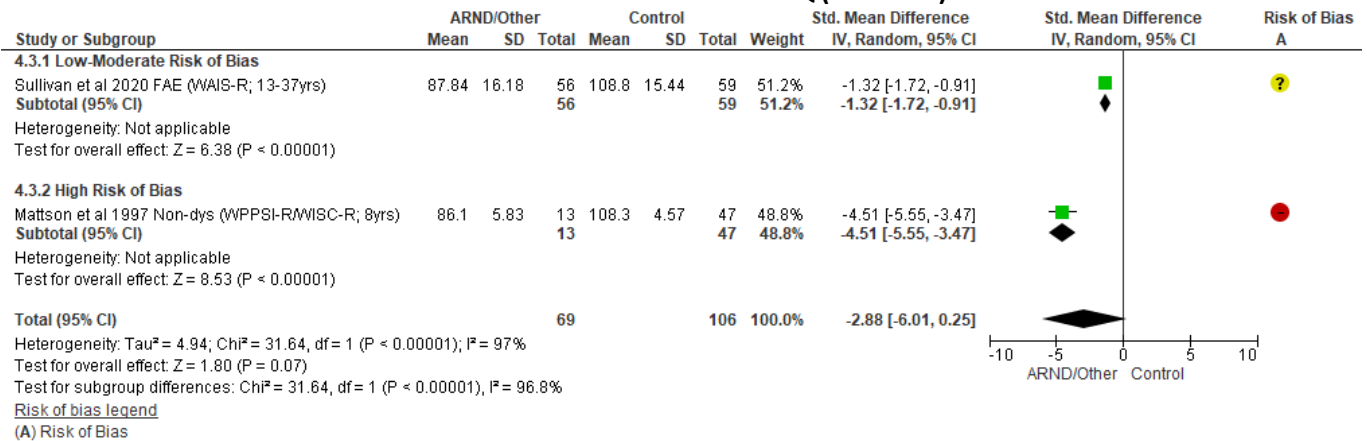 ARND/Other Control Std. Mean Difference Std. Mean Difference Risk of Bias
Study or Subgroup Mean SD Total Mean SD Total Weight IV, Random, 95% CI IV, Random, 95% CI A
4.3.1 Low-Moderate Risk of Bias
Sullivan et al 2020 FAE (WAIS-R; 13-37yrs) 87.84 16.18 56 108.8 15.44 59 51.2% -1.32 [-1.72, -0.91] ?
Subtotal (95% CI) 56 59 51.2% -1.32 [-1.72, -0.91]
Heterogeneity: Not applicable
Test for overall effect: Z = 6.38 (P < 0.00001)
4.3.2 High Risk of Bias
Mattson et al 1997 Non-dys (WPPSI-R/WISC-R; 8yrs) 86.1 5.83 13 108.3 4.57 47 48.8% -4.51 [-5.55, -3.47] -
Subtotal (95% CI) 13 47 48.8% -4.51 [-5.55, -3.47]
Heterogeneity: Not applicable
Test for overall effect: Z = 8.53 (P < 0.00001)
Total (95% CI) 69 106 100.0% -2.88 [-6.01, 0.25]
Heterogeneity: Tau² = 4.94; Chi² = 31.64, df = 1 (P < 0.00001); I² = 97%
-10 -5 0 5 10
Test for overall effect: Z = 1.80 (P = 0.07)
ARND/Other Control
Test for subgroup differences: Chi² = 31.64, df = 1 (P < 0.00001), I² = 96.8%
Risk of bias legend
(A) Risk of Bias